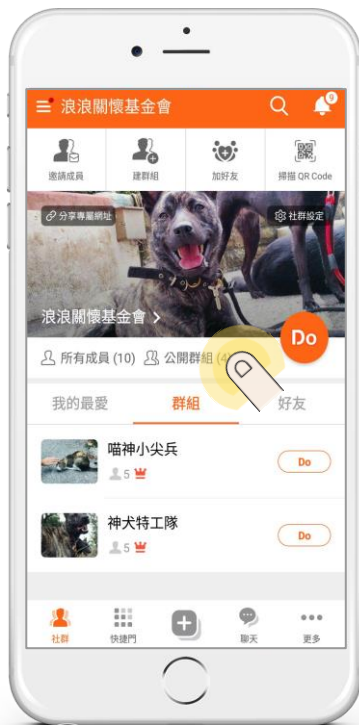 浪浪關懷基金會
9
邀請成員
建群組
加好友
掃描 QR Code
分享專屬網址
社群設定
浪浪關懷基金會 >
Do
所有成員 (10) 公開群組 (4)
我的最愛 群組 好友
喵神小尖兵
5
Do
神犬特工隊
5
Do
社群
快捷門
聊天
更多